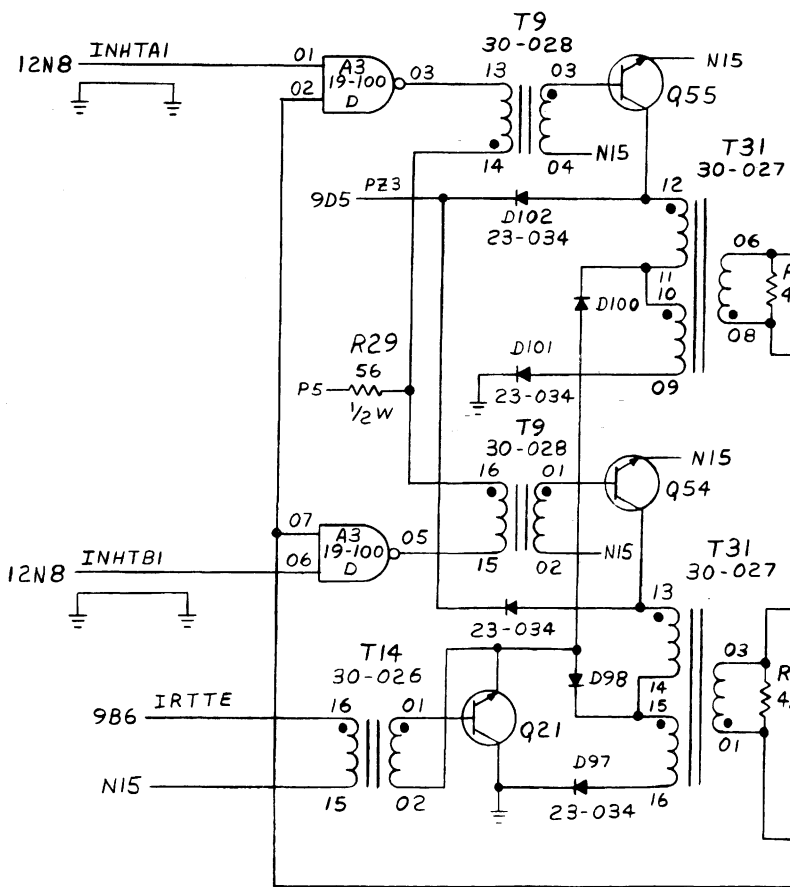 T9
30-028
12N8
INHTA1
01
02
A3
19-100
D
03
13
14
03
04
N15
N15
Q55
T31
30-027
9D5
PZ3
D102
23-034
12
11
10
09
06
08
R
4
D100
R29
56
1/2 W
P5
D101
23-034
T9
30-028
16
15
01
02
N15
N15
Q54
07
06
A3
19-100
D
05
12N8
INHTB1
T31
30-027
13
14
15
16
23-034
03
01
R
4
T14
30-026
9B6
IRTTE
16
15
01
02
N15
Q21
D98
D97
23-034